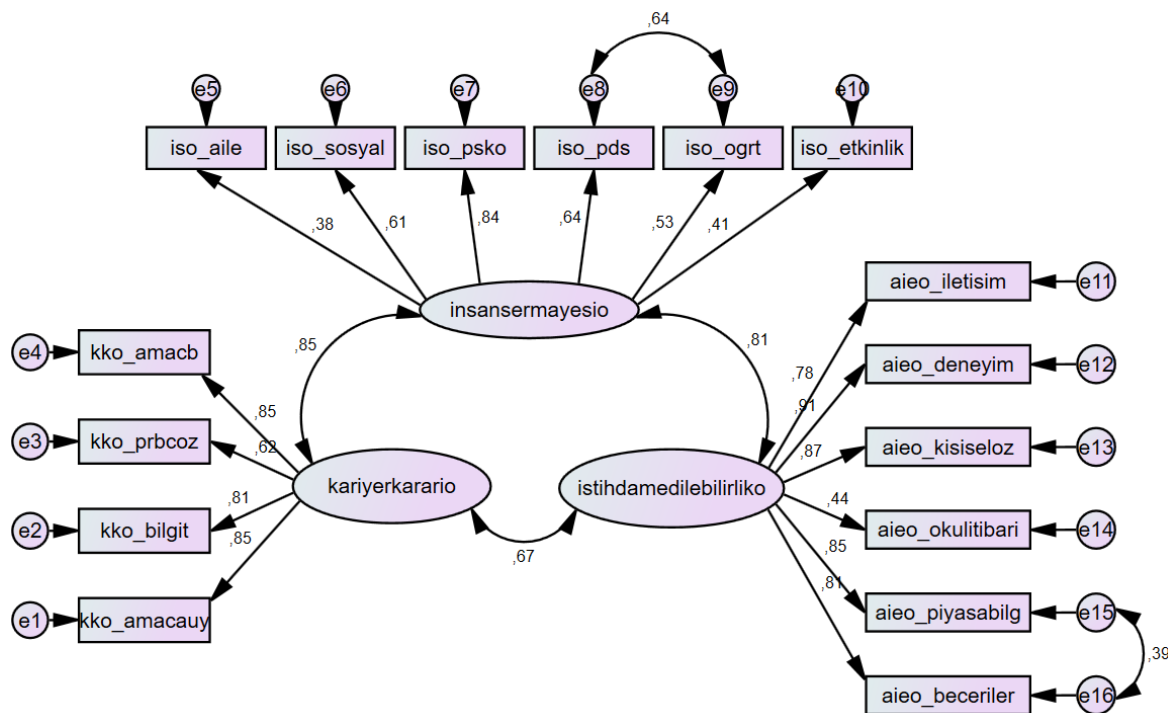 ,64
e5
e6
e7
e8
e9
e10
iso_aile
iso_sosyal
iso_psko
iso_pds
iso_ogrt
iso_etkinlik
,38
,61
,84
,64
,53
,41
insansermayesio
,85
,81
e4
kko_amacb
e3
kko_prbcoz
e2
kko_bilgit
e1
kko_amacauy
,85
,62
,81
,85
kariyerkarario
,67
istihdamedilebilirliko
,78
,91
,87
,44
,85
,81
aieo_iletisim
e11
aieo_deneyim
e12
aieo_kisiseloz
e13
aieo_okulitibari
e14
aieo_piyasabilg
e15
aieo_beceriler
e16
,39